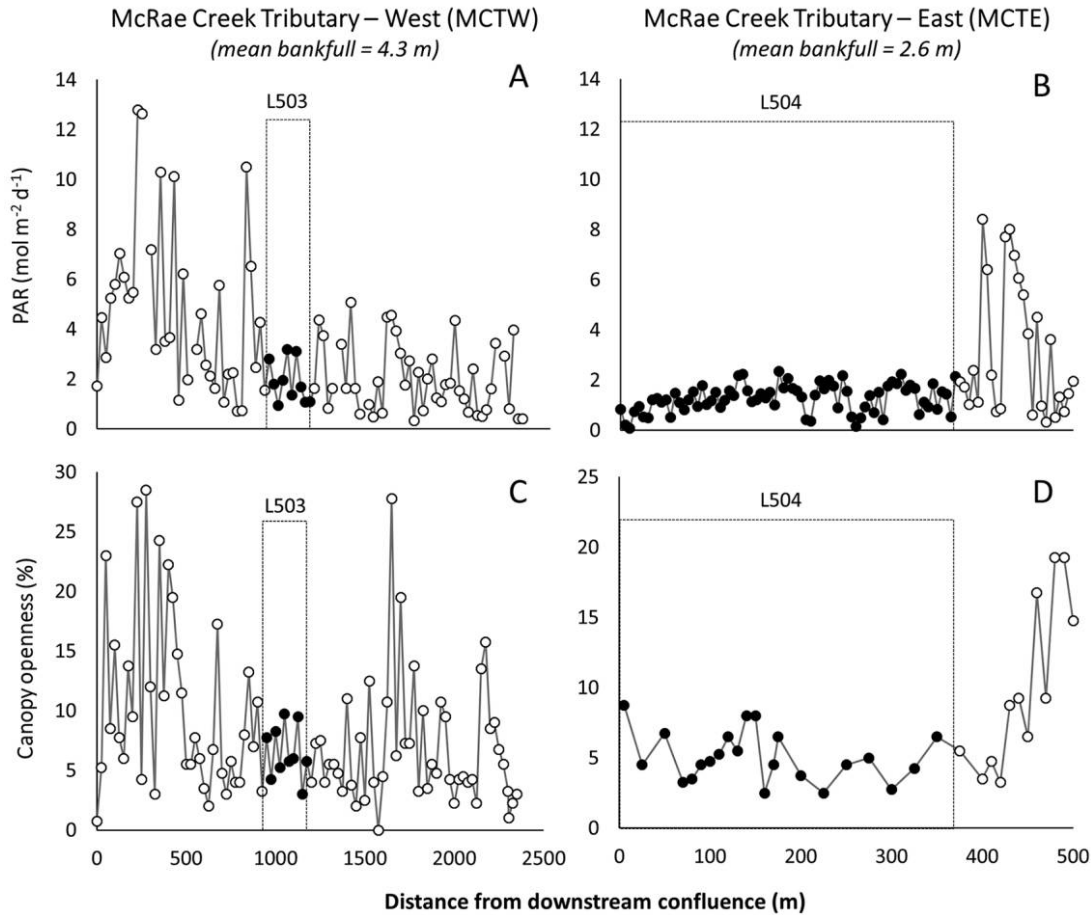 McRae Creek Tributary – West (MCTW)
(mean bankfull = 4.3 m)
McRae Creek Tributary – East (MCTE)
(mean bankfull = 2.6 m)
A
B
L503
L504
14
12
10
8
6
4
2
0
PAR (mol m⁻² d⁻¹)
14
12
10
8
6
4
2
0
C
D
L503
L504
30
25
20
15
10
5
0
Canopy openness (%)
25
20
15
10
5
0
0 500 1000 1500 2000 2500
0 100 200 300 400 500
Distance from downstream confluence (m)